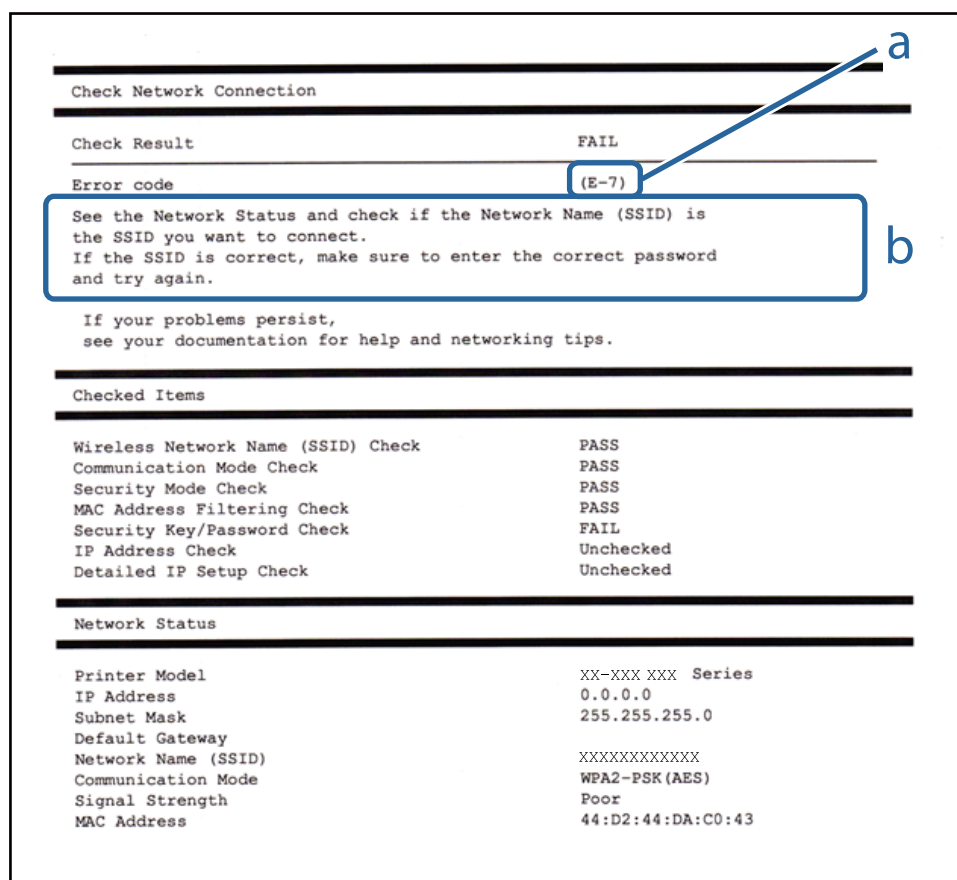 a
Check Network Connection
Check Result FAIL
Error code (E-7)
See the Network Status and check if the Network Name (SSID) is
the SSID you want to connect.
If the SSID is correct, make sure to enter the correct password
and try again.
b
If your problems persist,
see your documentation for help and networking tips.
Checked Items
Wireless Network Name (SSID) Check PASS
Communication Mode Check PASS
Security Mode Check PASS
MAC Address Filtering Check PASS
Security Key/Password Check FAIL
IP Address Check Unchecked
Detailed IP Setup Check Unchecked
Network Status
Printer Model XX-XXX XXX Series
IP Address 0.0.0.0
Subnet Mask 255.255.255.0
Default Gateway
Network Name (SSID) XXXXXXXXXXXX
Communication Mode WPA2-PSK(AES)
Signal Strength Poor
MAC Address 44:D2:44:DA:C0:43